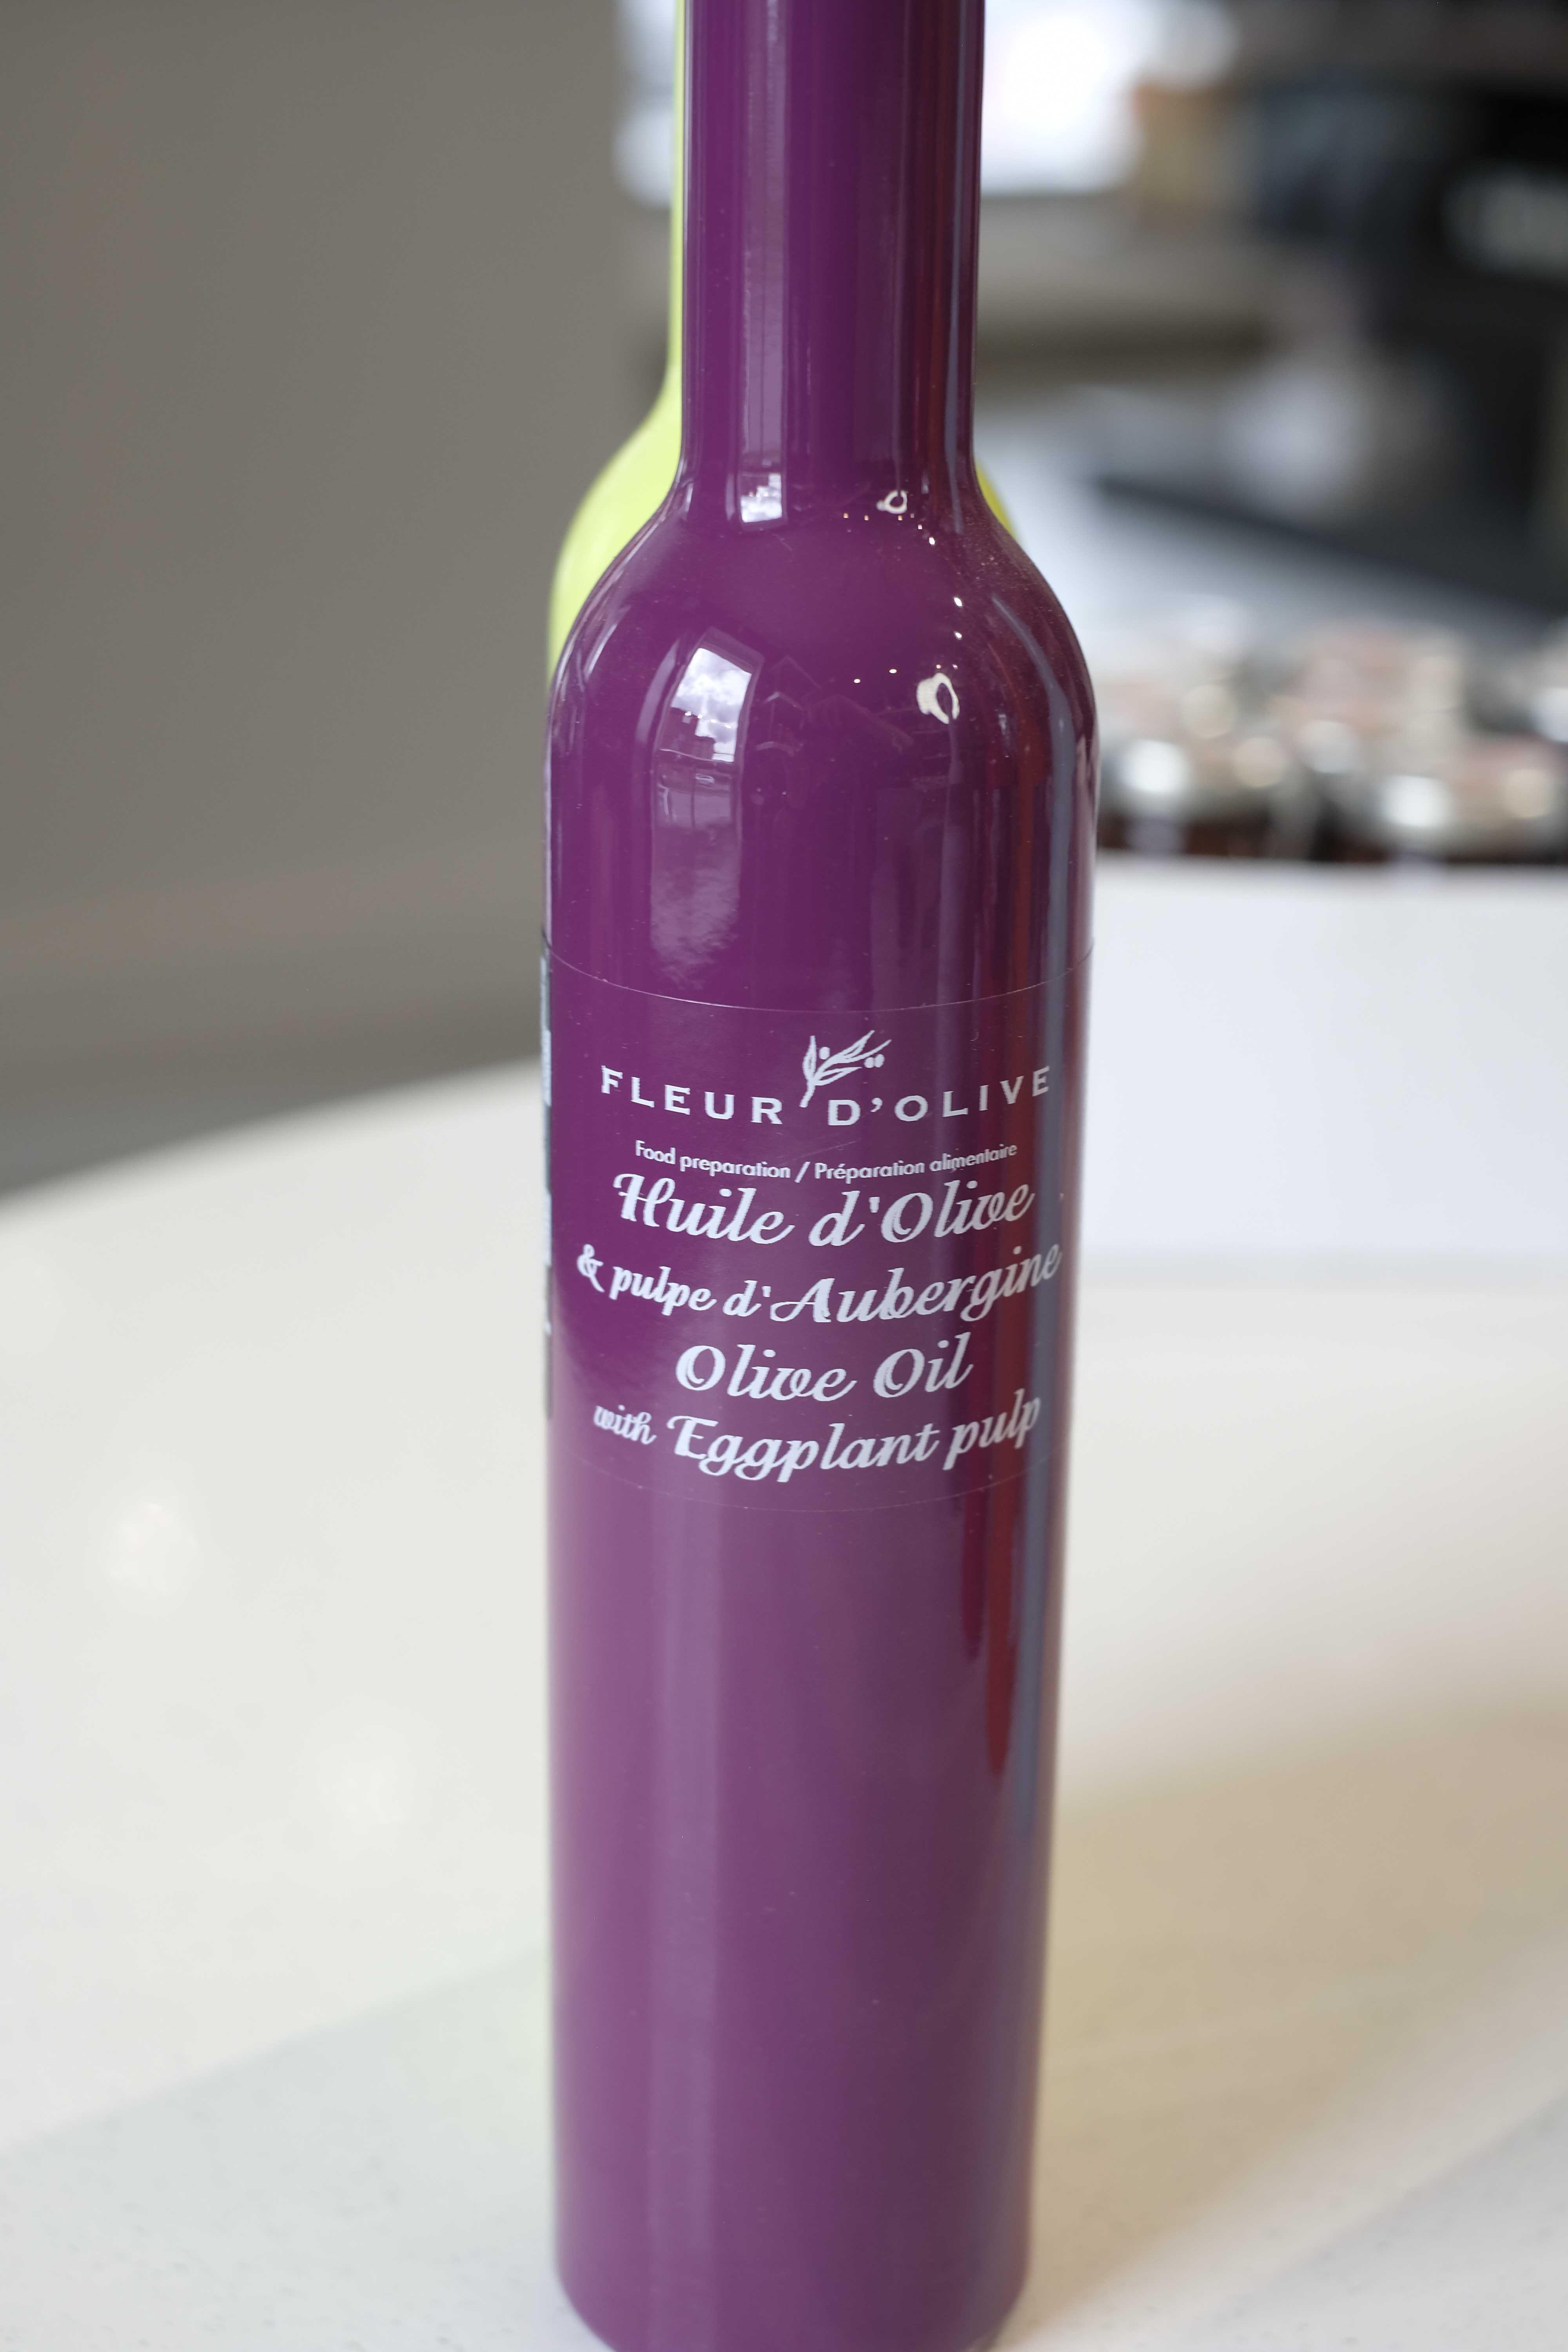 FLEUR D'OLIVE
Food preparation / Préparation alimentaire
Huile d'Olive
& pulpe d'Aubergine
Olive Oil
with Eggplant pulp